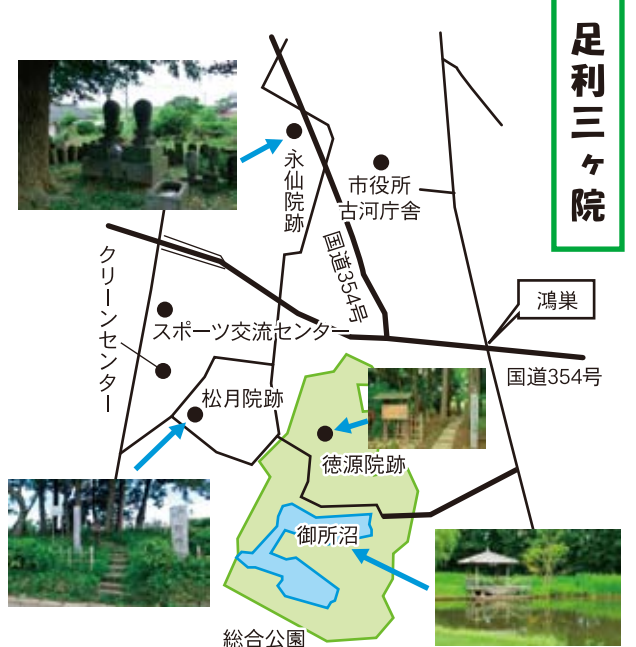 足利三ヶ院
永仙院跡
市役所
古河庁舎
国道354号
クリーンセンター
鴻巣
スポーツ交流センター
国道354号
松月院跡
徳源院跡
御所沼
総合公園